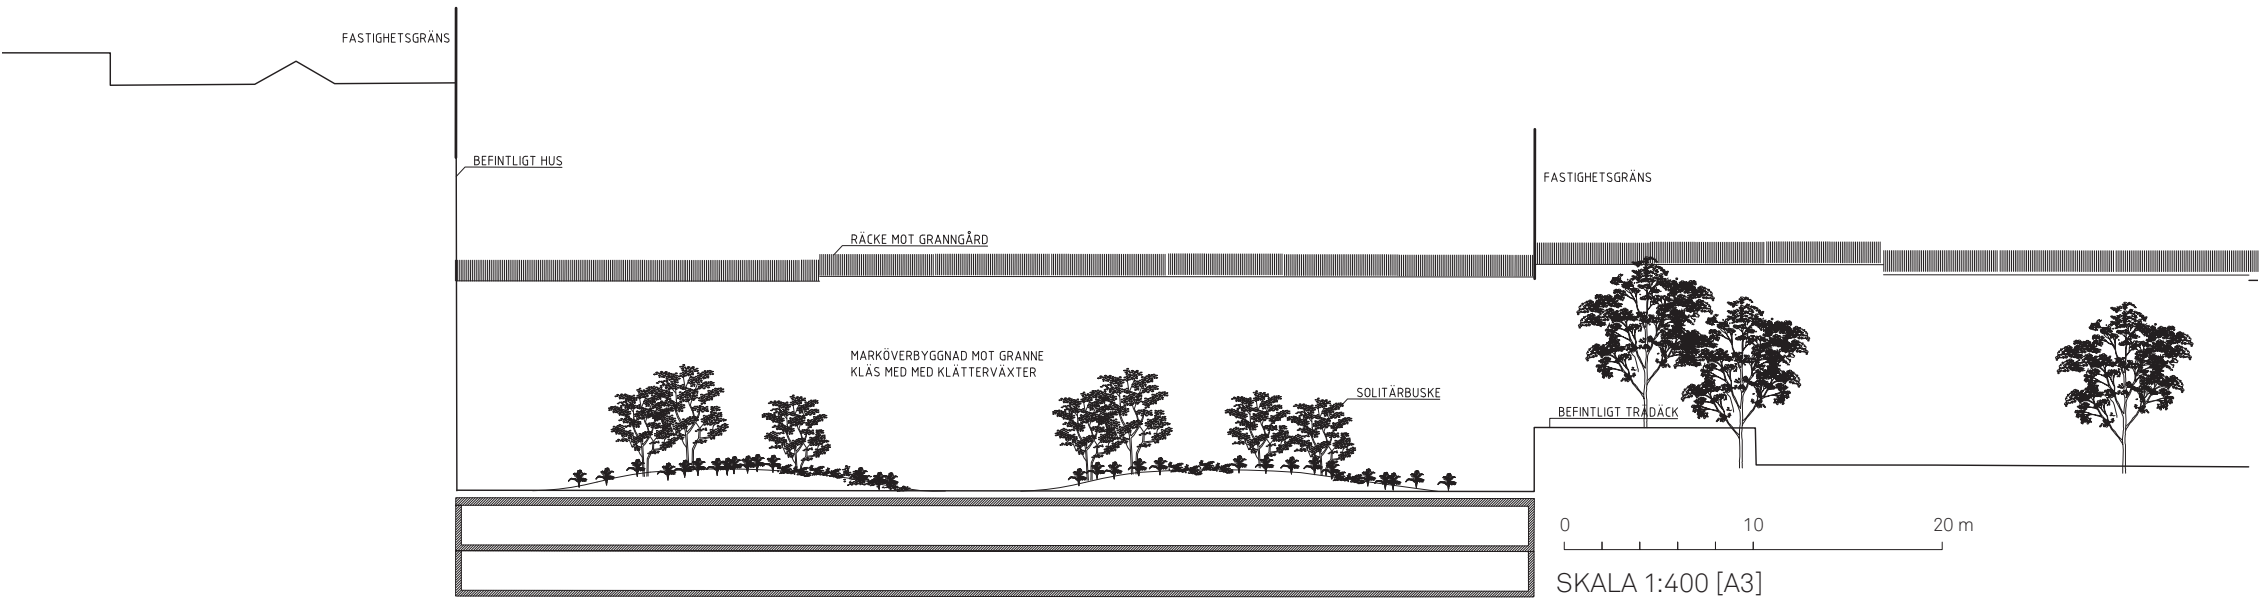 FASTIGHETSGRÄNS
BEFINTLIGT HUS
FASTIGHETSGRÄNS
RÄCKE MOT GRANNGÅRD
MARKÖVERBYGGNAD MOT GRANNE
KLÄS MED MED KLÄTTERVÄXTER
SOLITÄRBUSKE
BEFINTLIGT TRÄDÄCK
0 10 20 m
SKALA 1:400 [A3]